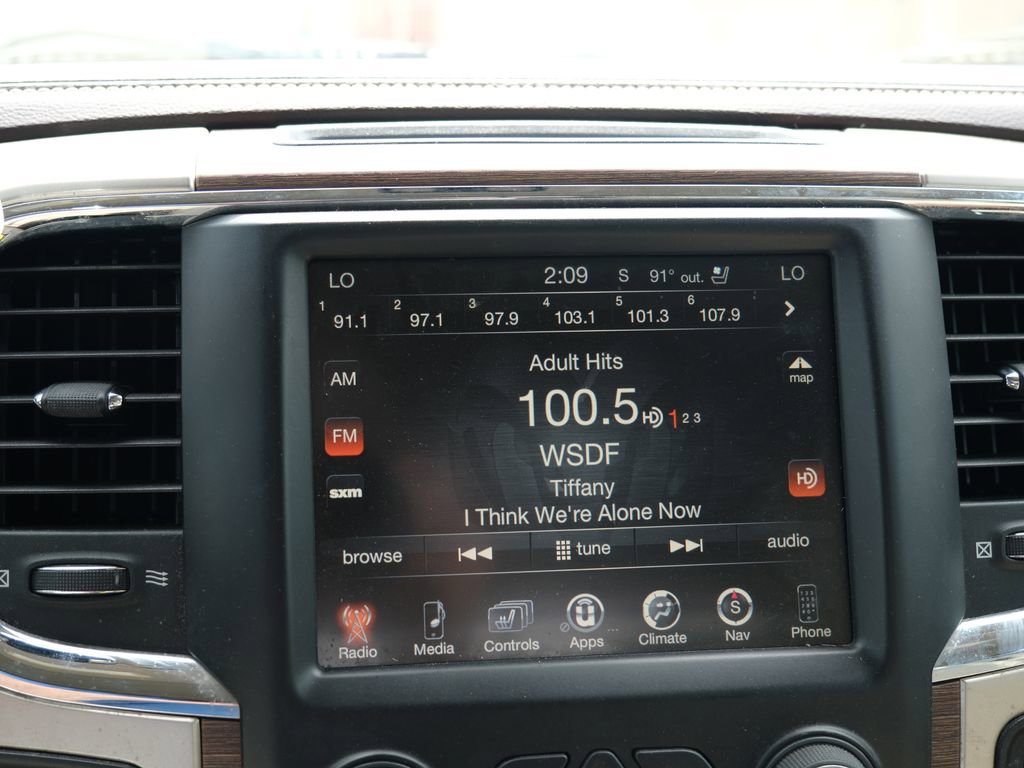 LO 2:09 S 91° out. LO
1 91.1 2 97.1 3 97.9 4 103.1 5 101.3 6 107.9
AM
FM
sxm
Adult Hits
100.5 HD 1 2 3
WSDF
Tiffany
I Think We're Alone Now
map
HD
browse tune audio
Radio Media Controls Apps Climate Nav Phone
S